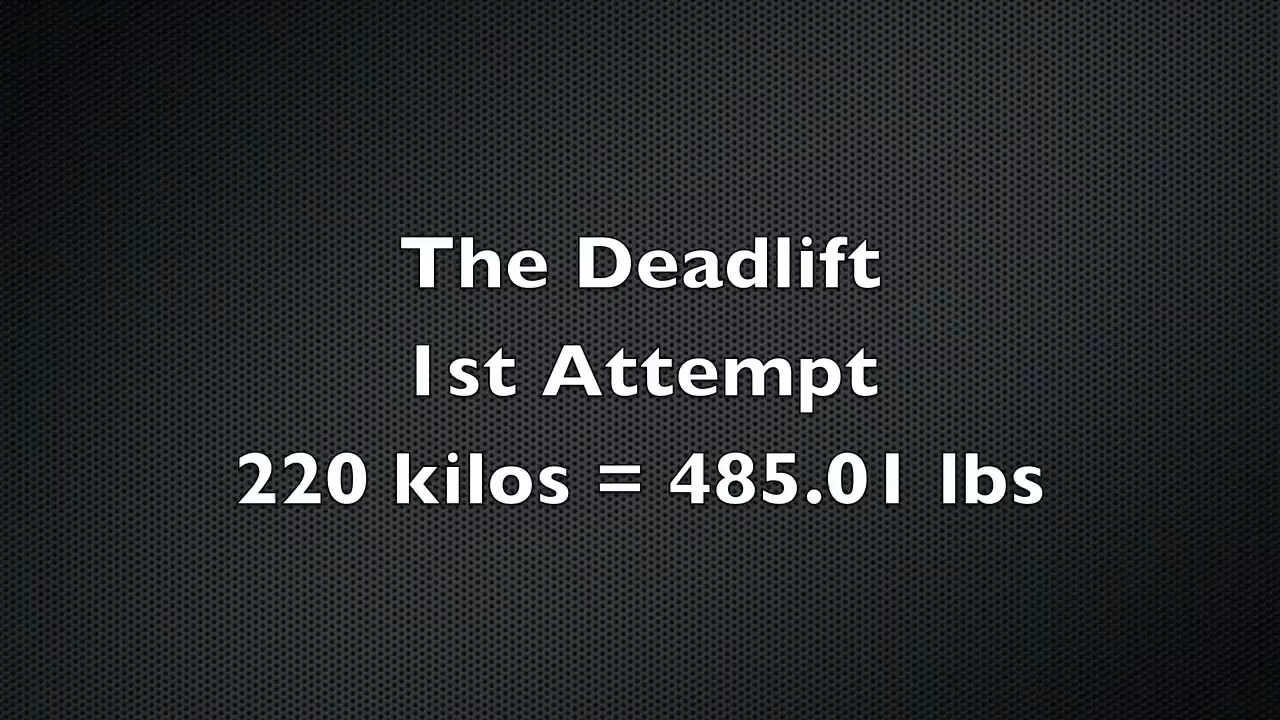 The Deadlift
1st Attempt
220 kilos = 485.01 lbs